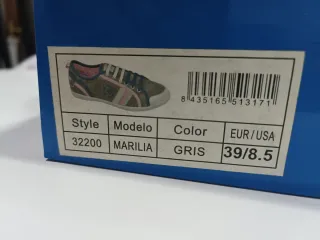 8 435165 513171
Style Modelo Color EUR/USA
32200 MARILIA GRIS 39/8.5